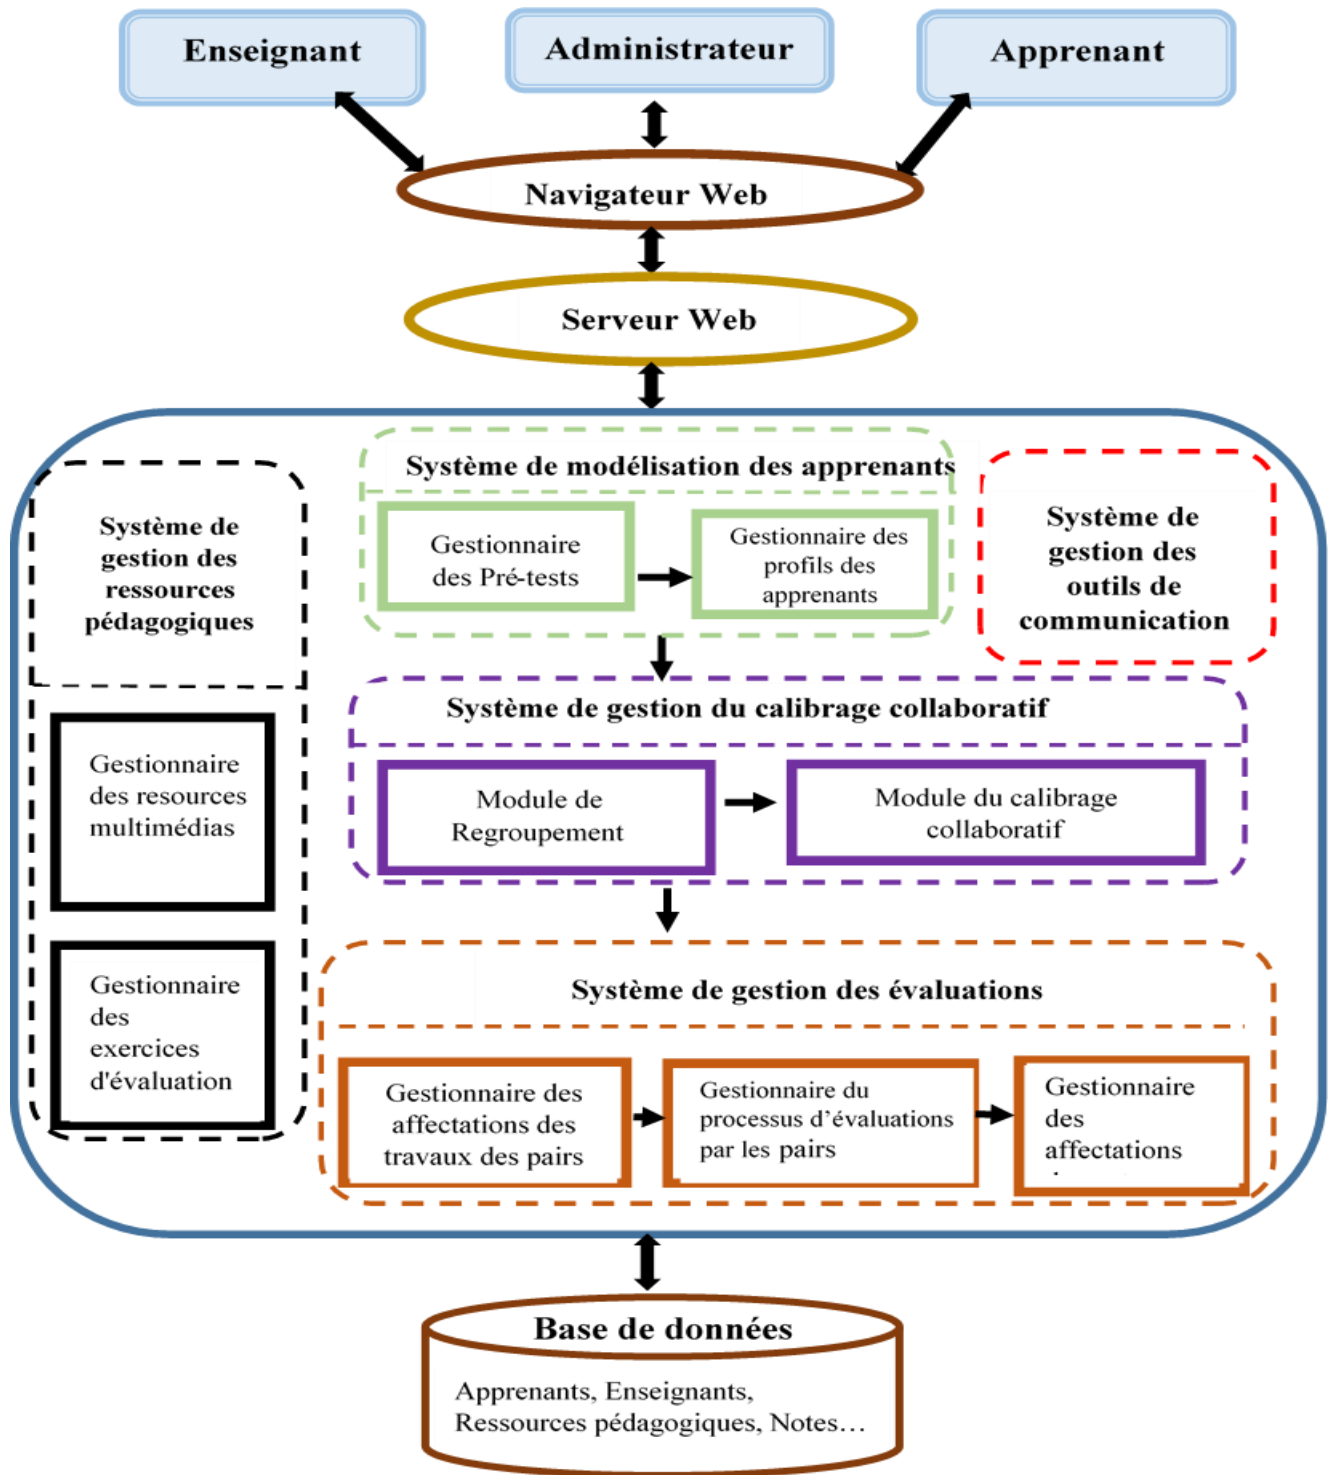 Enseignant
Administrateur
Apprenant
Navigateur Web
Serveur Web
Système de
gestion des
ressources
pédagogiques
Gestionnaire
des resources
multimédias
Gestionnaire
des
exercices
d'évaluation
Système de modélisation des apprenants
Gestionnaire
des Pré-tests
Gestionnaire des
profils des
apprenants
Système de
gestion des
outils de
communication
Système de gestion du calibrage collaboratif
Module de
Regroupement
Module du calibrage
collaboratif
Système de gestion des évaluations
Gestionnaire des
affectations des
travaux des pairs
Gestionnaire du
processus d’évaluations
par les pairs
Gestionnaire
des
affectations
Base de données
Apprenants, Enseignants,
Ressources pédagogiques, Notes…